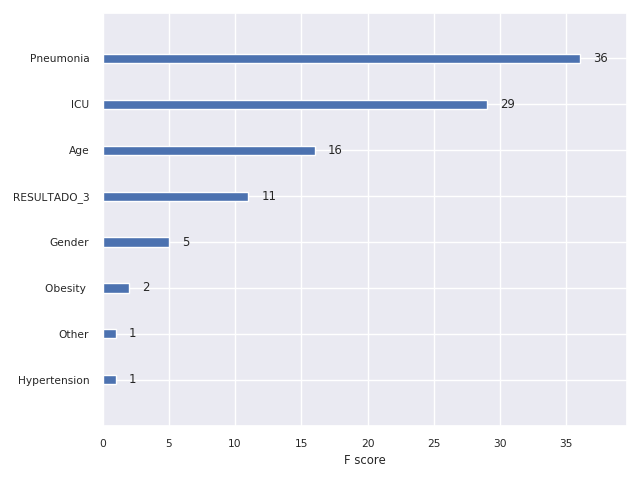 Pneumonia 36
ICU 29
Age 16
RESULTADO_3 11
Gender 5
Obesity 2
Other 1
Hypertension 1
0 5 10 15 20 25 30 35
F score